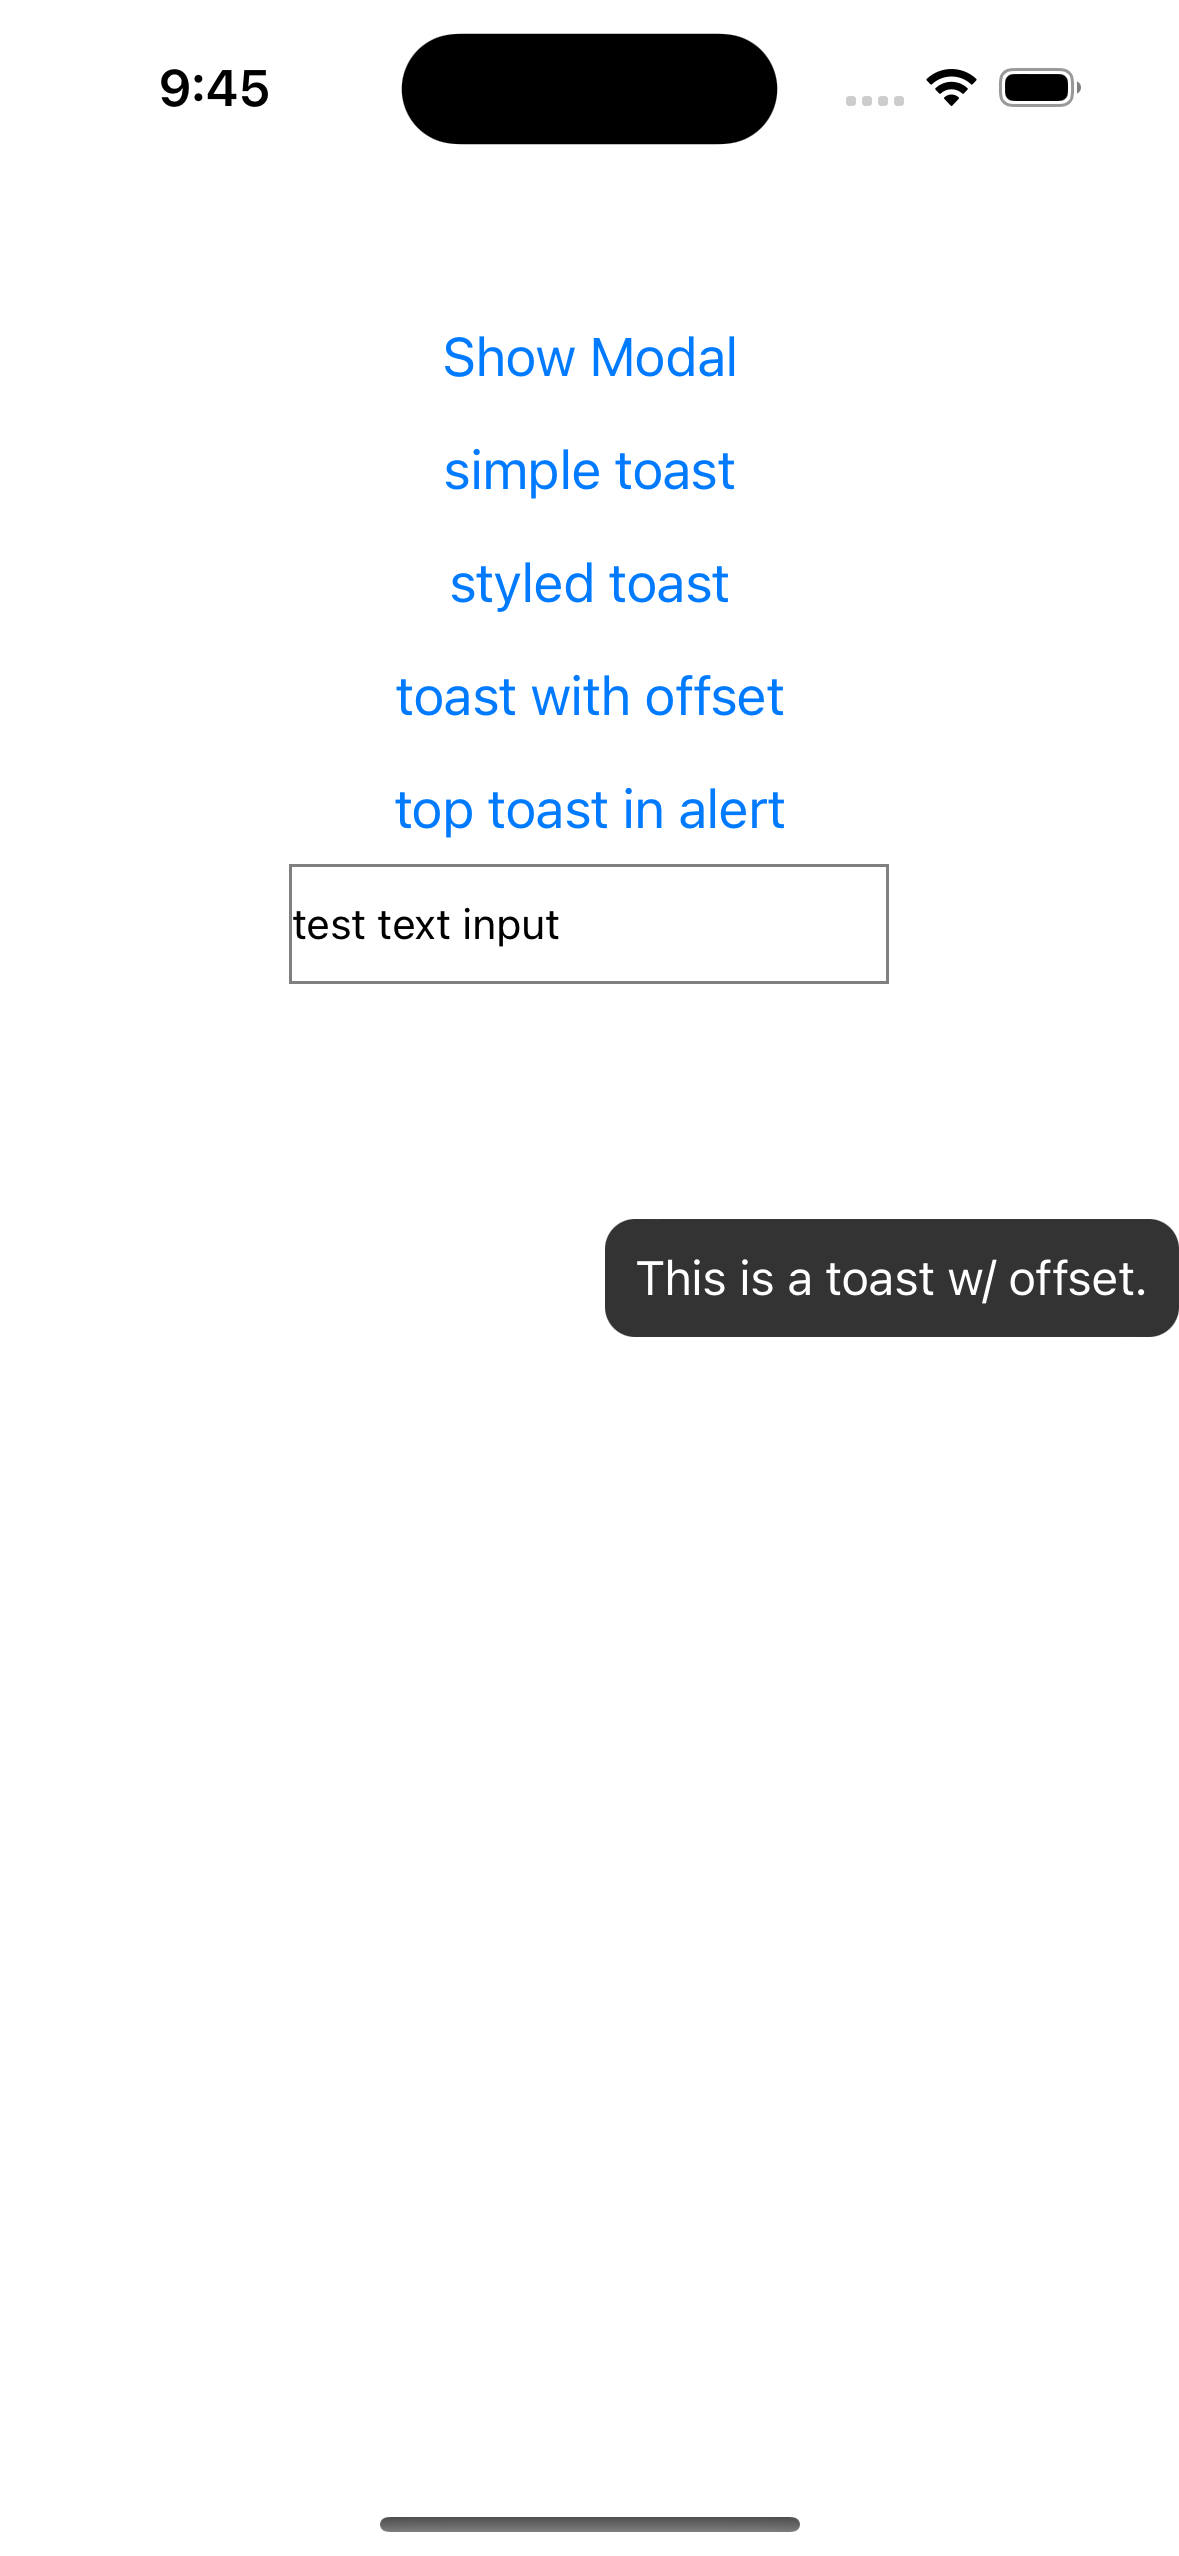 9:45
Show Modal
simple toast
styled toast
toast with offset
top toast in alert
test text input
This is a toast w/ offset.